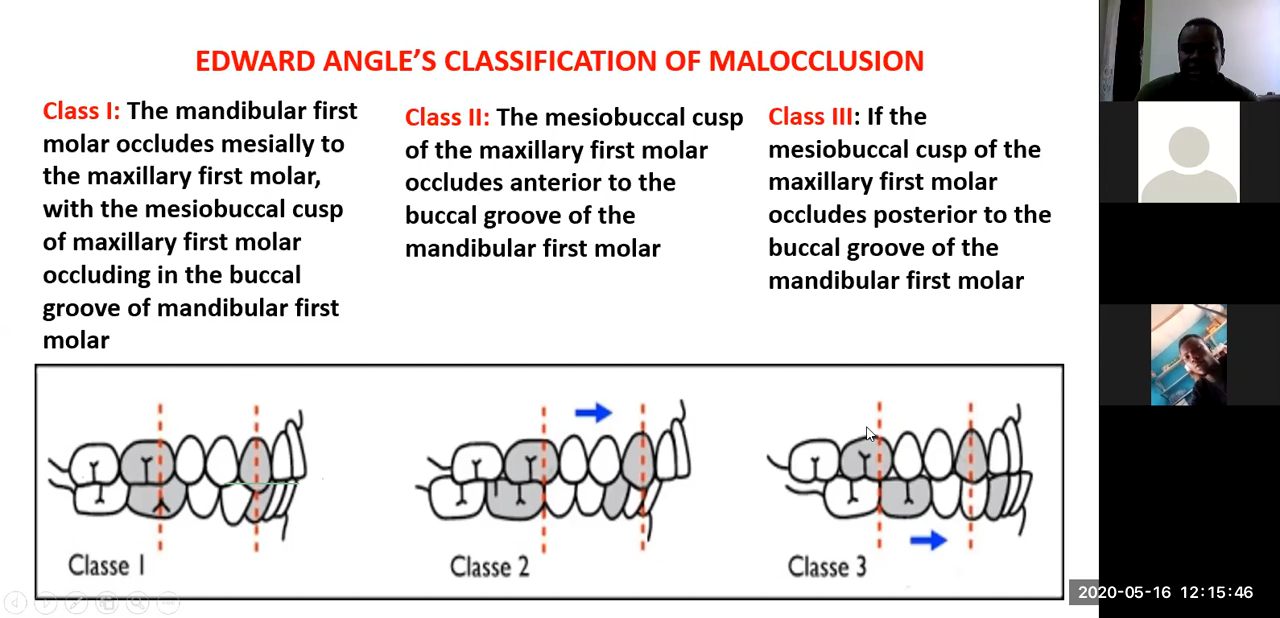 EDWARD ANGLE'S CLASSIFICATION OF MALOCCLUSION
Class I: The mandibular first
molar occludes mesially to
the maxillary first molar,
with the mesiobuccal cusp
of maxillary first molar
occluding in the buccal
groove of mandibular first
molar
Class II: The mesiobuccal cusp
of the maxillary first molar
occludes anterior to the
buccal groove of the
mandibular first molar
Class III: If the
mesiobuccal cusp of the
maxillary first molar
occludes posterior to the
buccal groove of the
mandibular first molar
Classe 1
Classe 2
Classe 3
2020-05-16 12:15:46